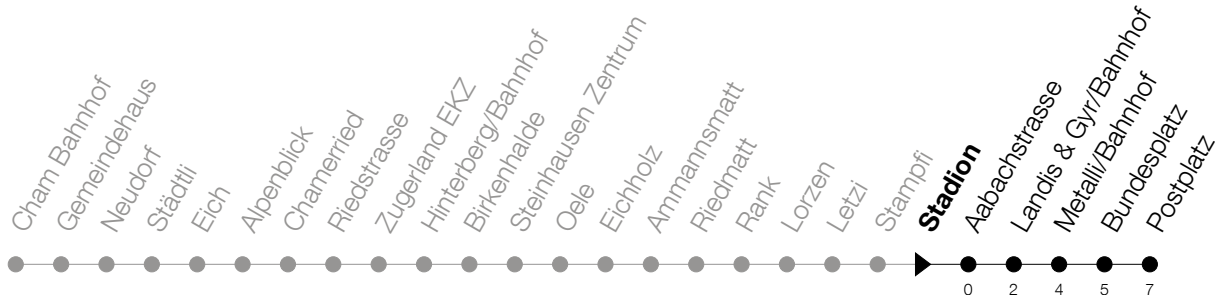 Cham Bahnhof
Gemeindehaus
Neudorf
Städtli
Eich
Alpenblick
Chamerried
Riedstrasse
Zugerland EKZ
Hinterberg/Bahnhof
Birkenhalde
Steinhausen Zentrum
Oele
Eichholz
Ammannsmatt
Riedmatt
Rank
Lorzen
Letzi
Stampfi
Stadion
Aabachstrasse
Landis & Gyr/Bahnhof
Metalli/Bahnhof
Bundesplatz
Postplatz
0 2 4 5 7